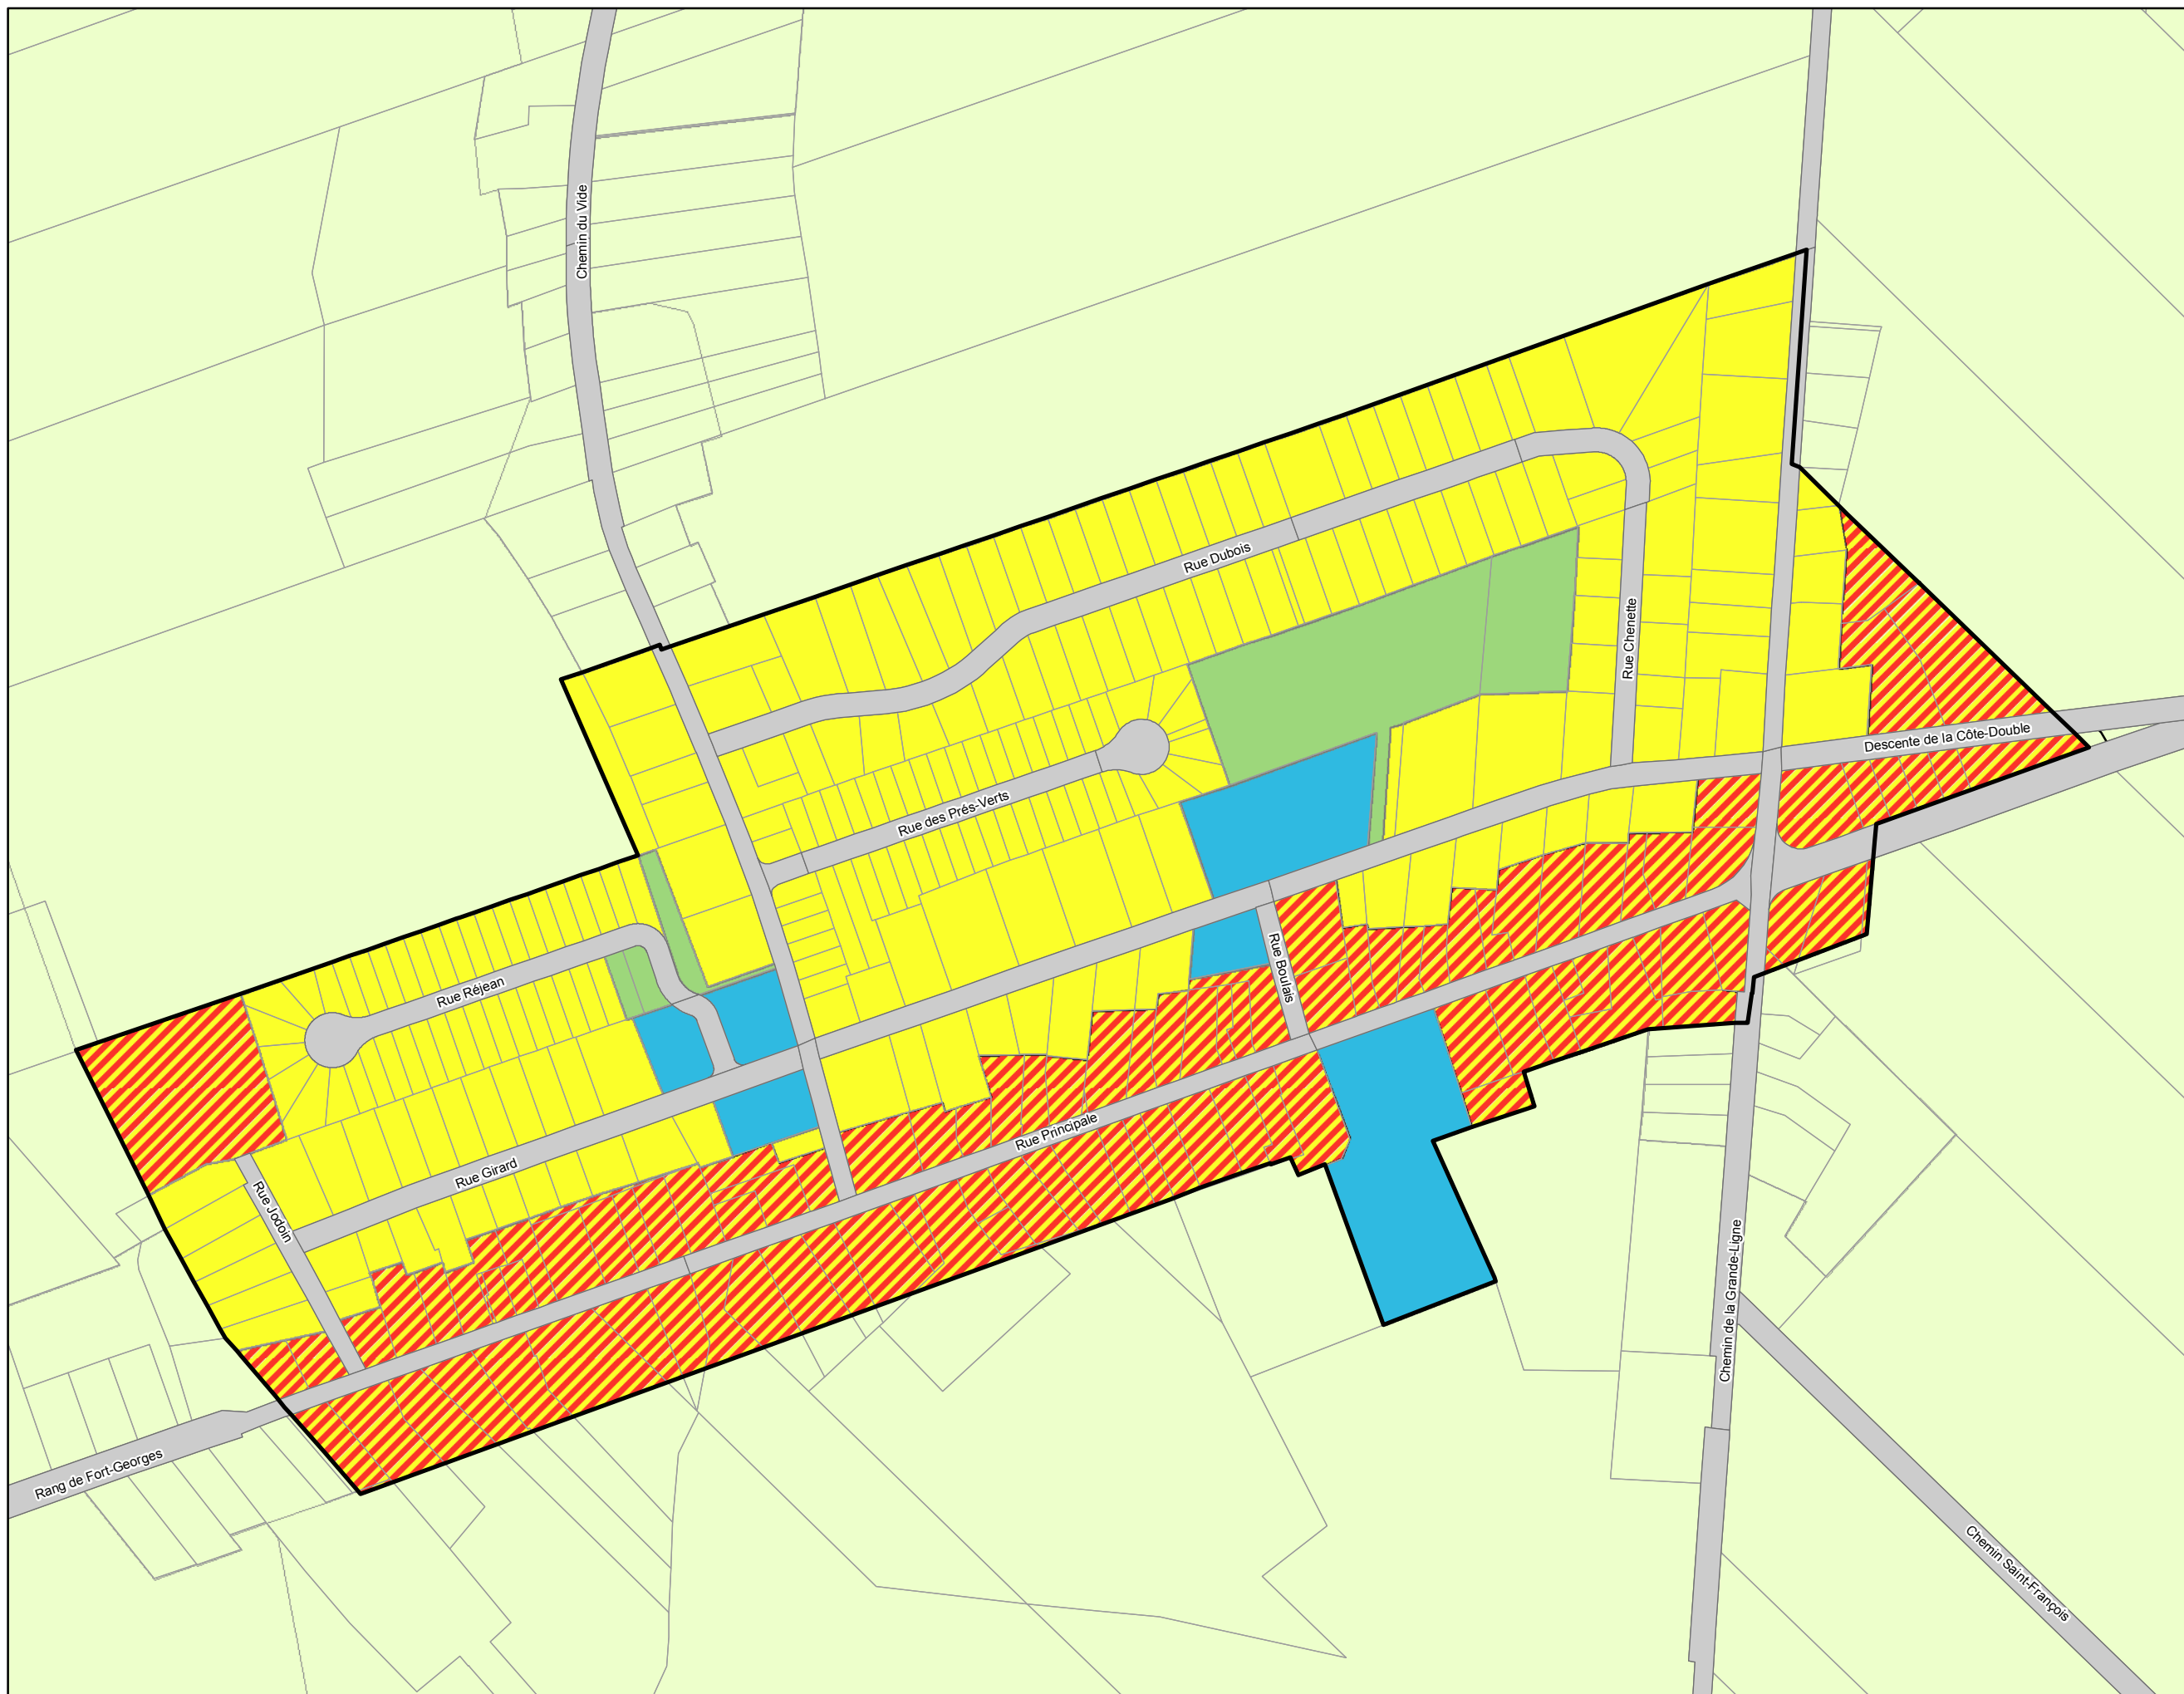 Chemin du Vide
Rue Dubois
Rue Chenette
Descente de la Côte-Double
Rue des Prés-Verts
Rue Réjean
Rue Boulais
Rue Principale
Rue Girard
Rue Jodoin
Chemin de la Grande-Ligne
Rang de Fort-Georges
Chemin Saint-François